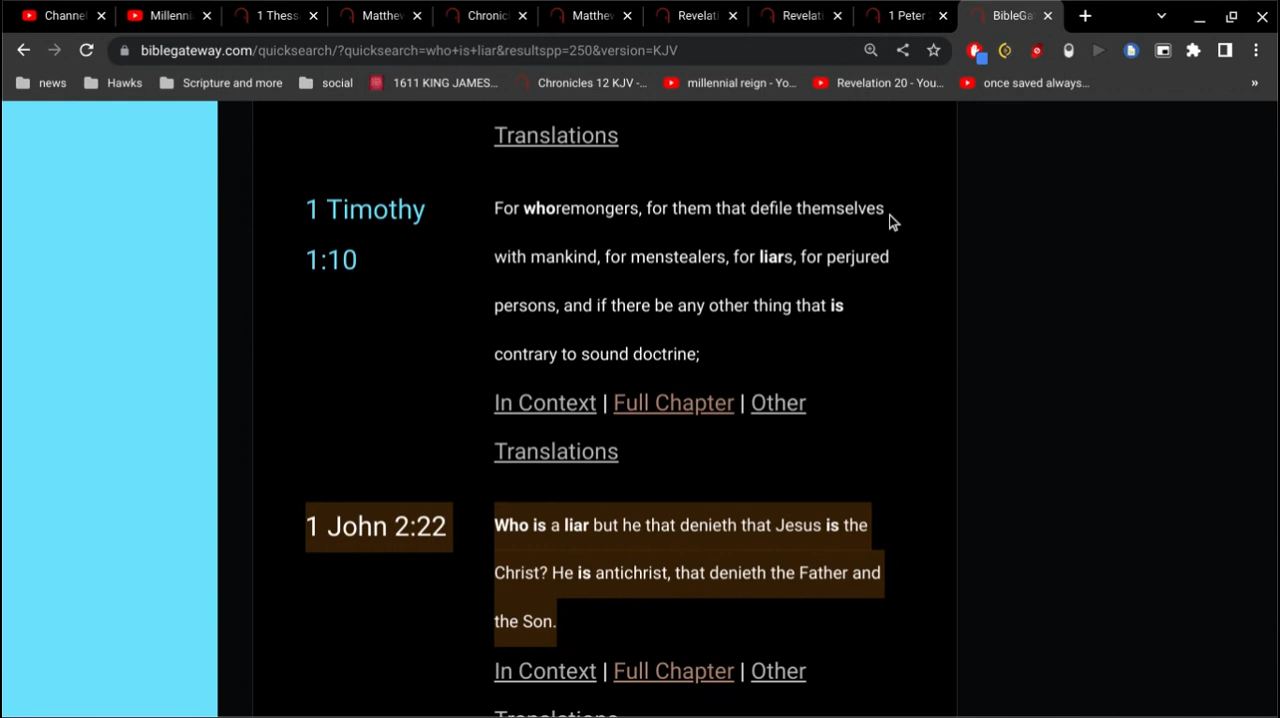 Channel
Millenni
1 Thess
Matthew
Chronic
Matthew
Revelati
Revelati
1 Peter
BibleGa
biblegateway.com/quicksearch/?quicksearch=who+is+liar&resultspp=250&version=KJV
news
Hawks
Scripture and more
social
1611 KING JAMES...
Chronicles 12 KJV -...
millennial reign - Yo...
Revelation 20 - You...
once saved always...
»
Translations
1 Timothy
1:10
For whoremongers, for them that defile themselves
with mankind, for menstealers, for liars, for perjured
persons, and if there be any other thing that is
contrary to sound doctrine;
In Context | Full Chapter | Other
Translations
1 John 2:22
Who is a liar but he that denieth that Jesus is the
Christ? He is antichrist, that denieth the Father and
the Son.
In Context | Full Chapter | Other
Translations